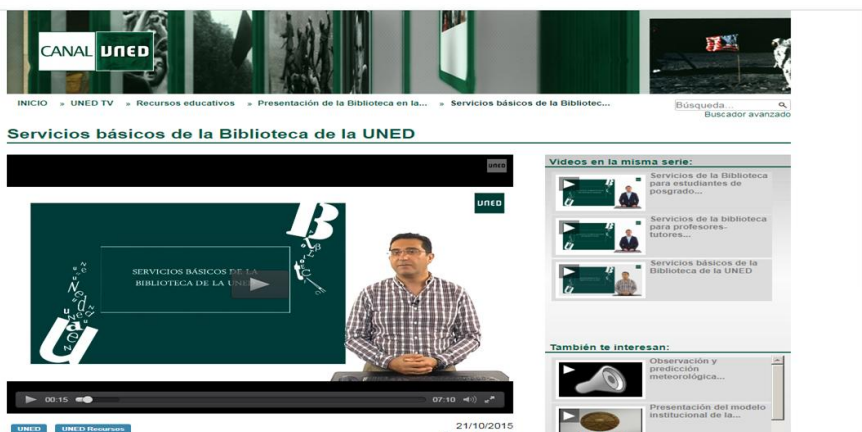 CANAL UNED
INICIO » UNED TV » Recursos educativos » Presentación de la Biblioteca en la... » Servicios básicos de la Bibliotec...
Búsqueda...
Buscador avanzado
Servicios básicos de la Biblioteca de la UNED
UNED
UNED
SERVICIOS BÁSICOS DE LA
BIBLIOTECA DE LA UNED
00:15
07:10
UNED
UNED Recursos
21/10/2015
Videos en la misma serie:
Servicios de la Biblioteca
para estudiantes de
posgrado...
Servicios de la biblioteca
para profesores-
tutores...
Servicios básicos de la
Biblioteca de la UNED
También te interesan:
Observación y
predicción
meteorológica...
Presentación del modelo
institucional de la...